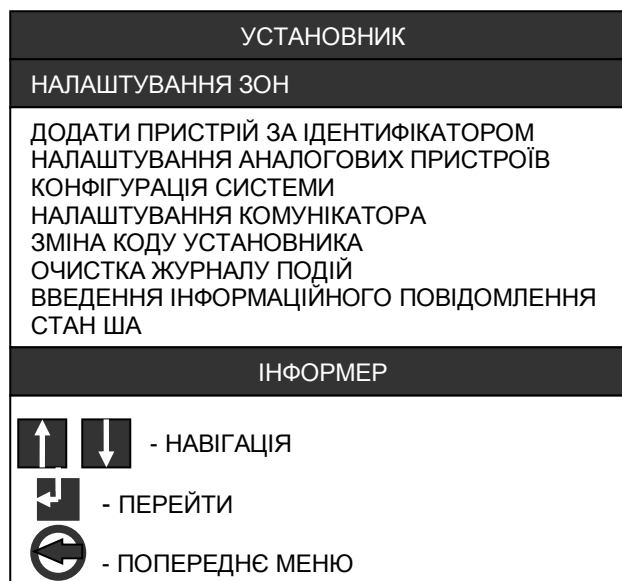 УСТАНОВНИК
НАЛАШТУВАННЯ ЗОН
ДОДАТИ ПРИСТРІЙ ЗА ІДЕНТИФІКАТОРОМ
НАЛАШТУВАННЯ АНАЛОГОВИХ ПРИСТРОЇВ
КОНФІГУРАЦІЯ СИСТЕМИ
НАЛАШТУВАННЯ КОМУНІКАТОРА
ЗМІНА КОДУ УСТАНОВНИКА
ОЧИСТКА ЖУРНАЛУ ПОДІЙ
ВВЕДЕННЯ ІНФОРМАЦІЙНОГО ПОВІДОМЛЕННЯ
СТАН ША
ІНФОРМЕР
- НАВІГАЦІЯ
- ПЕРЕЙТИ
- ПОПЕРЕДНЄ МЕНЮ